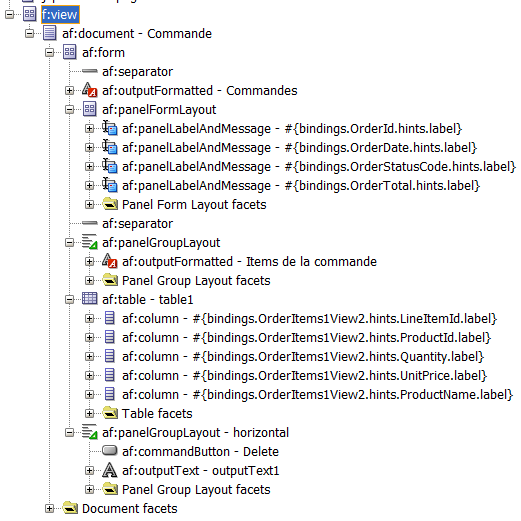 f:view
af:document - Commande
af:form
af:separator
af:outputFormatted - Commandes
af:panelFormLayout
af:panelLabelAndMessage - #{bindings.OrderId.hints.label}
af:panelLabelAndMessage - #{bindings.OrderDate.hints.label}
af:panelLabelAndMessage - #{bindings.OrderStatusCode.hints.label}
af:panelLabelAndMessage - #{bindings.OrderTotal.hints.label}
Panel Form Layout facets
af:separator
af:panelGroupLayout
af:outputFormatted - Items de la commande
Panel Group Layout facets
af:table - table1
af:column - #{bindings.OrderItems1View2.hints.LineItemId.label}
af:column - #{bindings.OrderItems1View2.hints.ProductId.label}
af:column - #{bindings.OrderItems1View2.hints.Quantity.label}
af:column - #{bindings.OrderItems1View2.hints.UnitPrice.label}
af:column - #{bindings.OrderItems1View2.hints.ProductName.label}
Table facets
af:panelGroupLayout - horizontal
af:commandButton - Delete
af:outputText - outputText1
Panel Group Layout facets
Document facets